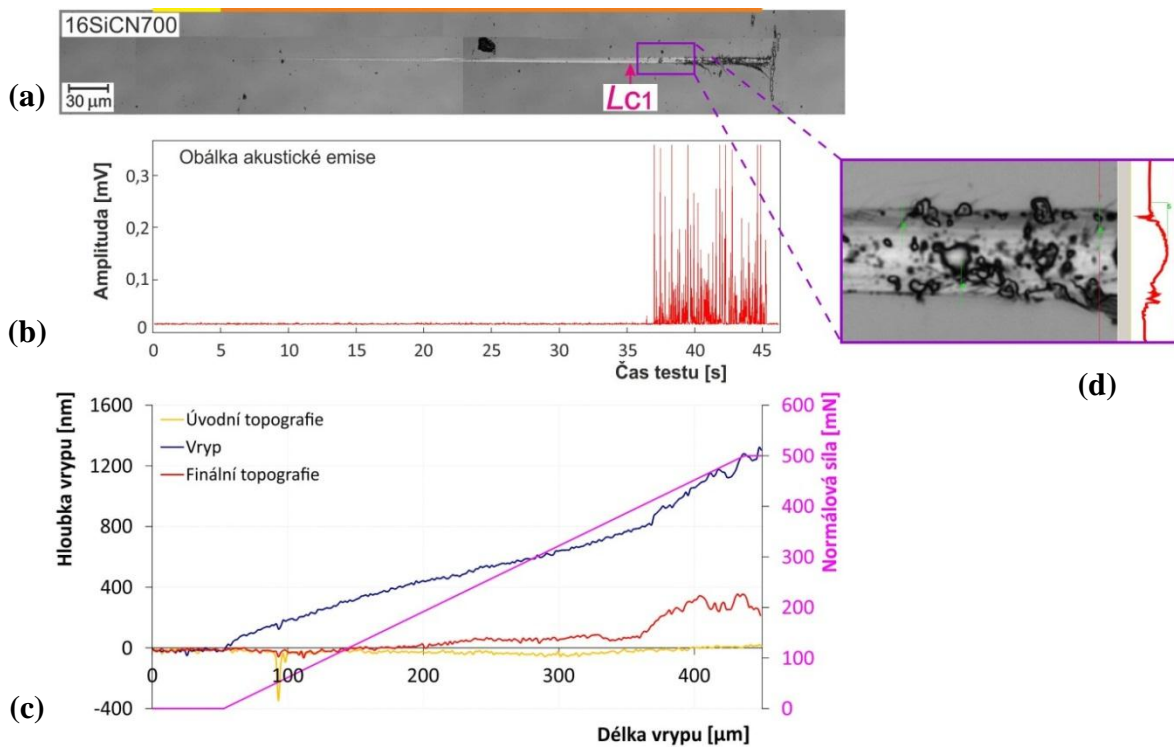 16SiCN700
(a)
30 µm
LC1
Obálka akustické emise
0,3
0,2
0,1
0
Amplituda [mV]
(b)
0 5 10 15 20 25 30 35 40 45
Čas testu [s]
(d)
1600
1200
800
400
0
-400
Hloubka vrypu [nm]
Úvodní topografie
Vryp
Finální topografie
600
500
400
300
200
100
0
Normálová síla [mN]
0 100 200 300 400
(c)
Délka vrypu [µm]